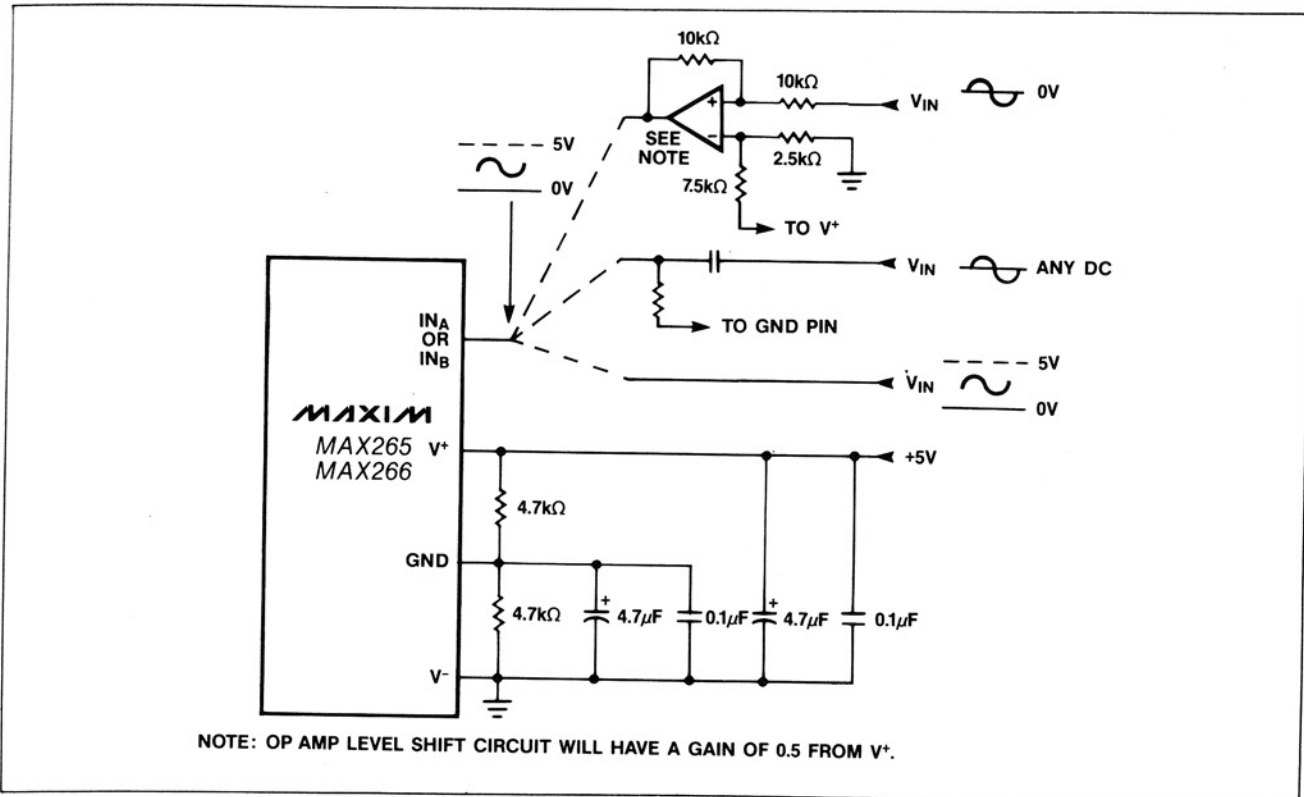 10kΩ
10kΩ
VIN
0V
+
−
SEE
NOTE
2.5kΩ
7.5kΩ
TO V+
5V
0V
VIN
ANY DC
TO GND PIN
INA
OR
INB
VIN
5V
0V
MAXIM
MAX265
MAX266
V+
+5V
4.7kΩ
GND
4.7kΩ
+
4.7μF
0.1μF
+
4.7μF
0.1μF
V−
NOTE: OP AMP LEVEL SHIFT CIRCUIT WILL HAVE A GAIN OF 0.5 FROM V+.